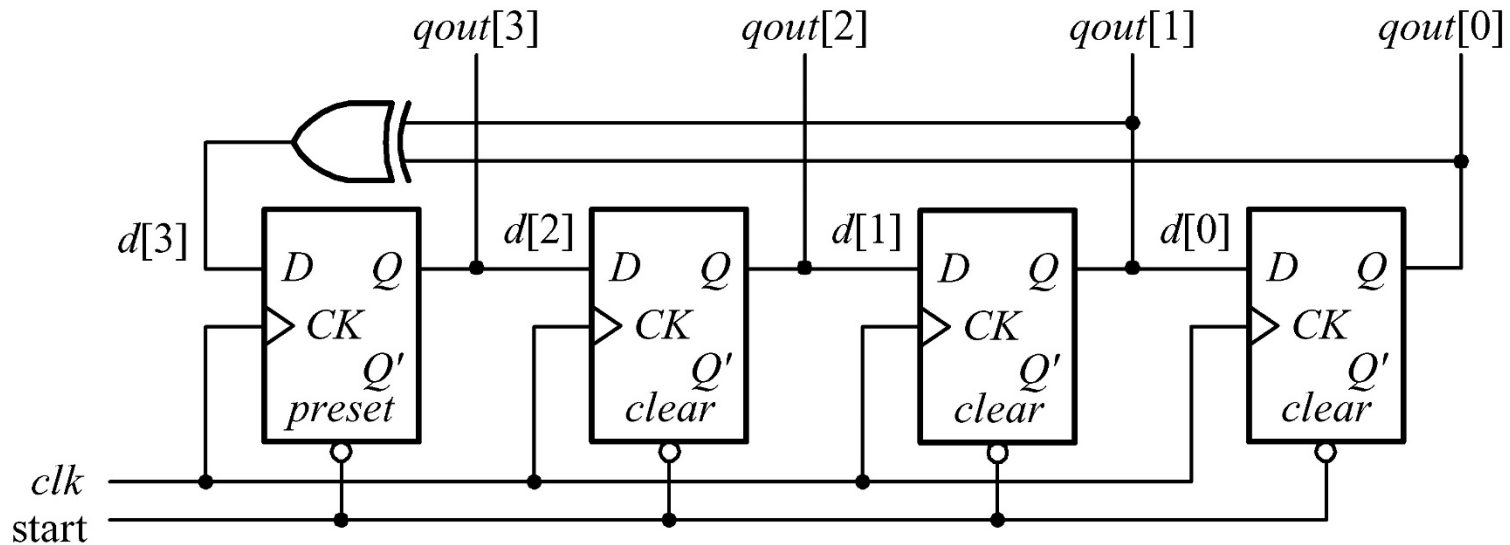 qout[3] qout[2] qout[1] qout[0]
d[3] d[2] d[1] d[0]
D Q D Q D Q D Q
CK CK CK CK
Q' Q' Q' Q'
preset clear clear clear
clk
start